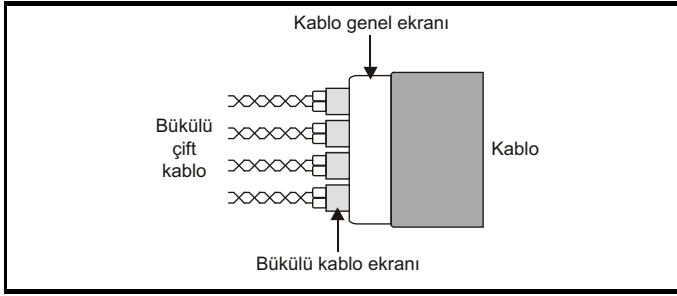 Kablo genel ekranı
Bükülü
çift
kablo
Kablo
Bükülü kablo ekranı